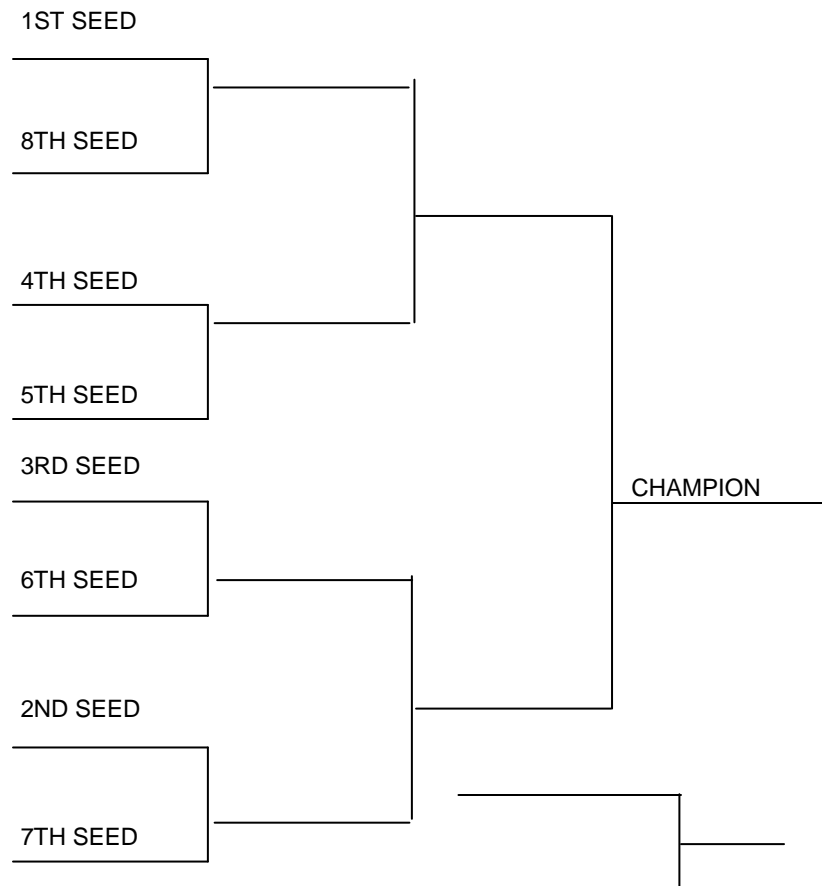 1ST SEED
8TH SEED
4TH SEED
5TH SEED
3RD SEED
CHAMPION
6TH SEED
2ND SEED
7TH SEED